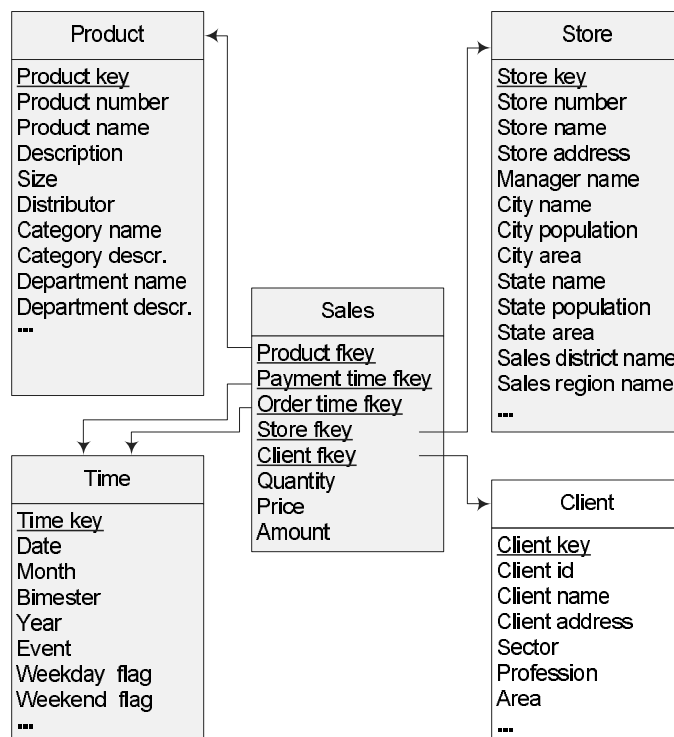 Product
Product key
Product number
Product name
Description
Size
Distributor
Category name
Category descr.
Department name
Department descr.
...
Store
Store key
Store number
Store name
Store address
Manager name
City name
City population
City area
State name
State population
State area
Sales district name
Sales region name
...
Sales
Product fkey
Payment time fkey
Order time fkey
Store fkey
Client fkey
Quantity
Price
Amount
Time
Time key
Date
Month
Bimester
Year
Event
Weekday flag
Weekend flag
...
Client
Client key
Client id
Client name
Client address
Sector
Profession
Area
...